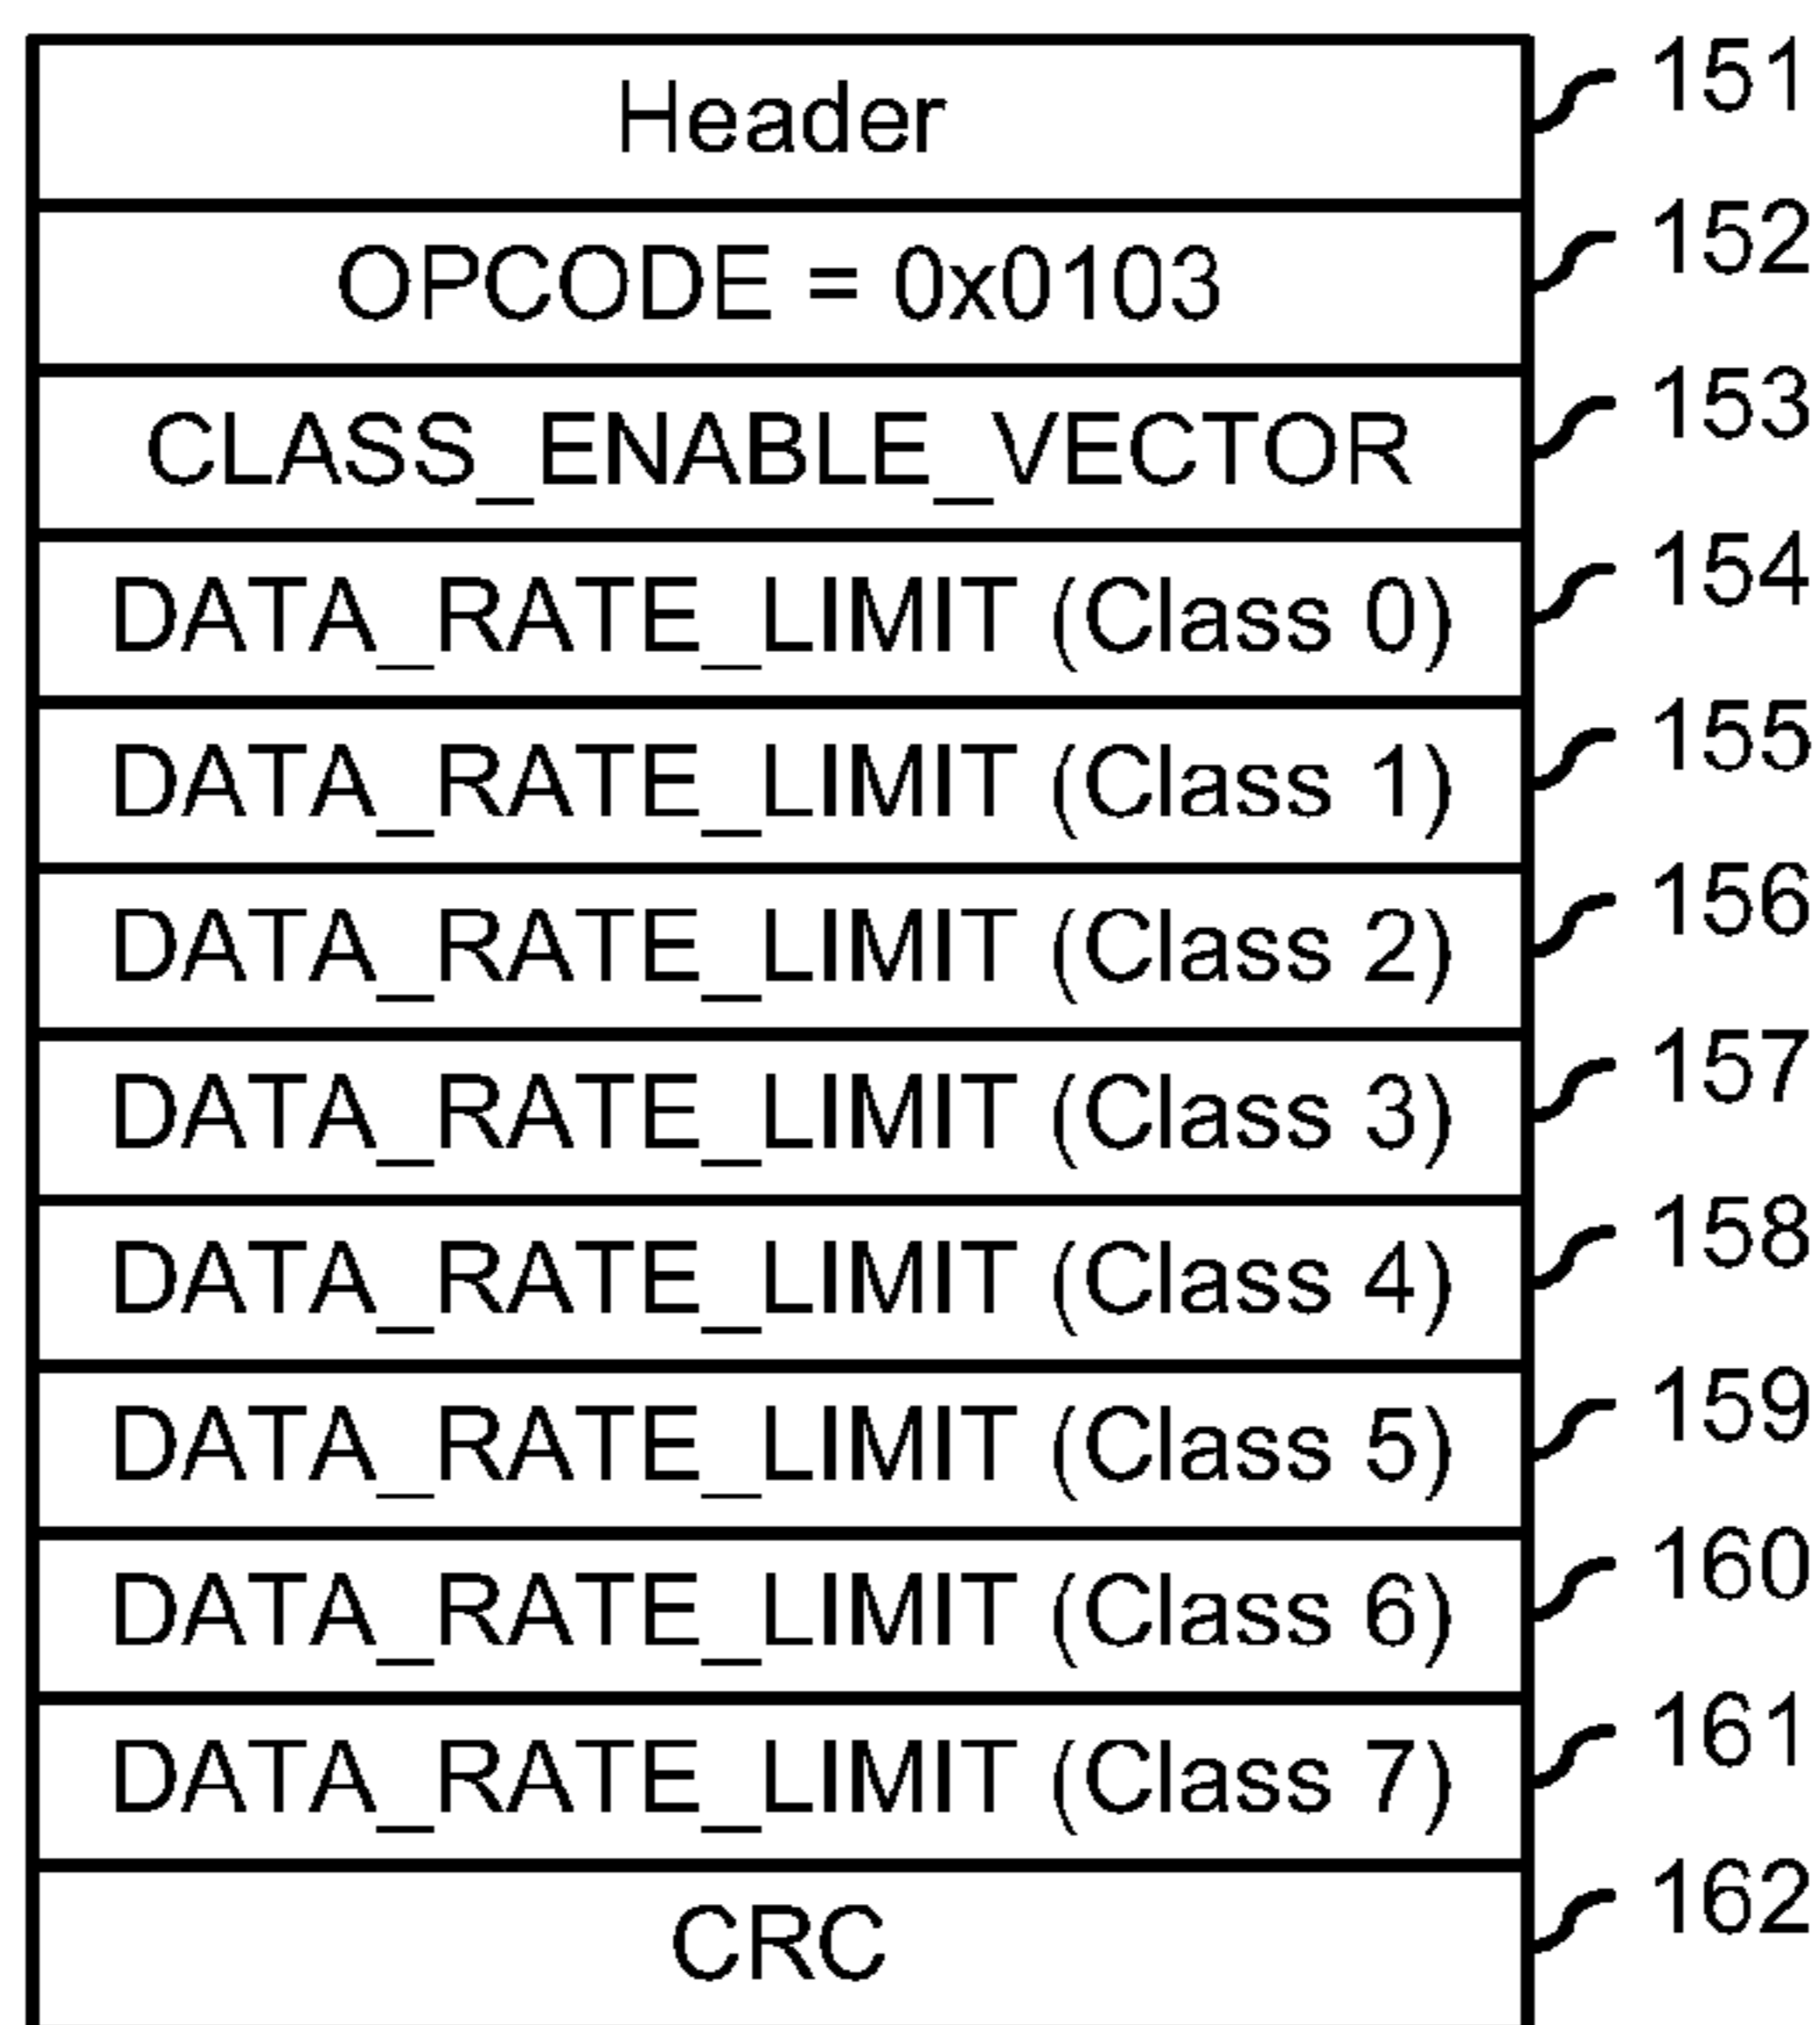 Header 151
OPCODE = 0x0103 152
CLASS_ENABLE_VECTOR 153
DATA_RATE_LIMIT (Class 0) 154
DATA_RATE_LIMIT (Class 1) 155
DATA_RATE_LIMIT (Class 2) 156
DATA_RATE_LIMIT (Class 3) 157
DATA_RATE_LIMIT (Class 4) 158
DATA_RATE_LIMIT (Class 5) 159
DATA_RATE_LIMIT (Class 6) 160
DATA_RATE_LIMIT (Class 7) 161
CRC 162